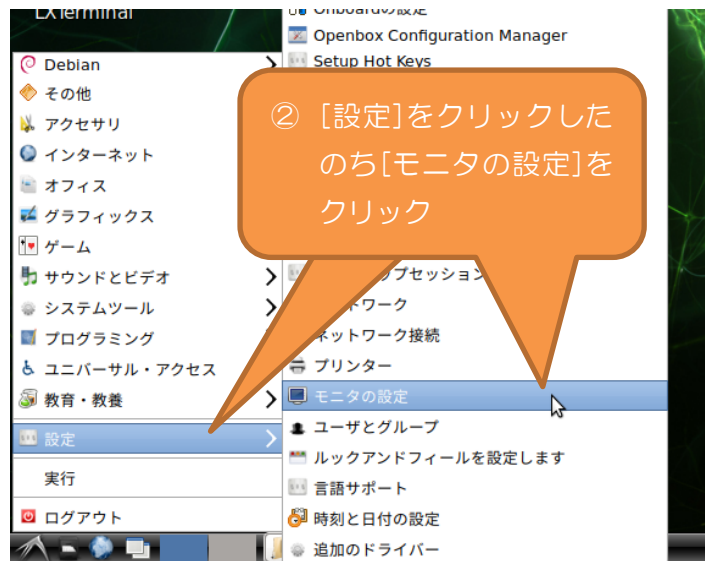 LXTerminal
Onboardの設定
Openbox Configuration Manager
Setup Hot Keys
Debian
その他
アクセサリ
インターネット
オフィス
グラフィックス
ゲーム
サウンドとビデオ
システムツール
プログラミング
ユニバーサル・アクセス
教育・教養
設定
実行
ログアウト
② [設定]をクリックした
のち[モニタの設定]を
クリック
プセッション
トワーク
ネットワーク接続
プリンター
モニタの設定
ユーザとグループ
ルックアンドフィールを設定します
言語サポート
時刻と日付の設定
追加のドライバー